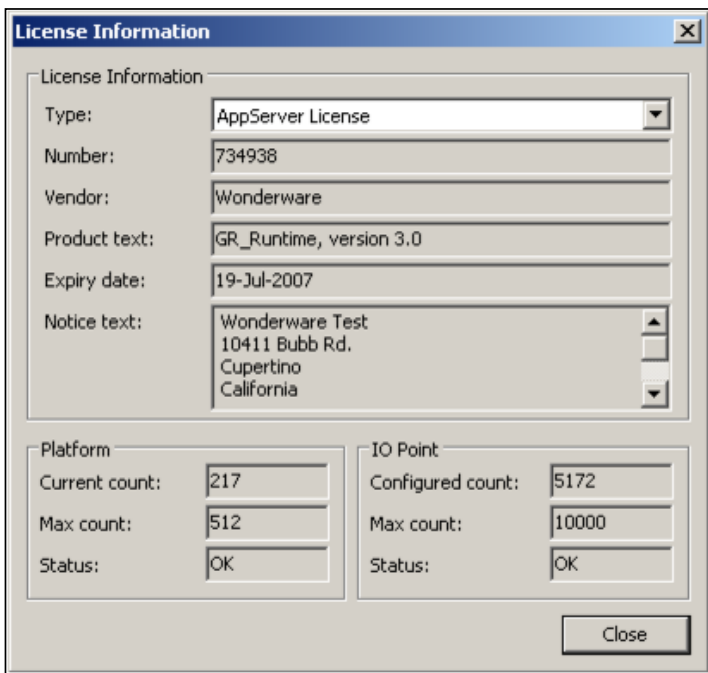 License Information
License Information
Type: AppServer License
Number: 734938
Vendor: Wonderware
Product text: GR_Runtime, version 3.0
Expiry date: 19-Jul-2007
Notice text: Wonderware Test
10411 Bubb Rd.
Cupertino
California
Platform
Current count: 217
Max count: 512
Status: OK
IO Point
Configured count: 5172
Max count: 10000
Status: OK
Close